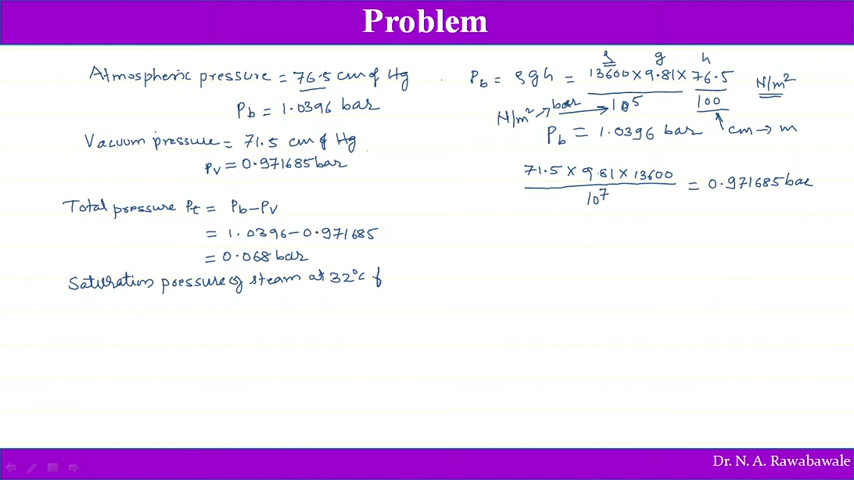 Problem
Atmospheric pressure = 76.5 cm of Hg
Pb = 1.0396 bar
Vacuum pressure = 71.5 cm of Hg
Pv = 0.971685 bar
Total pressure Pt = Pb - Pv
= 1.0396 - 0.971685
= 0.068 bar
Saturation pressure of steam at 32°C f
ρ g h
Pb = ρgh = 13600 × 9.81 × 76.5 N/m²
N/m² → bar → 10⁵ 100
Pb = 1.0396 bar cm → m
71.5 × 9.81 × 13600 = 0.971685 bar
10⁷
Dr. N. A. Rawabawale